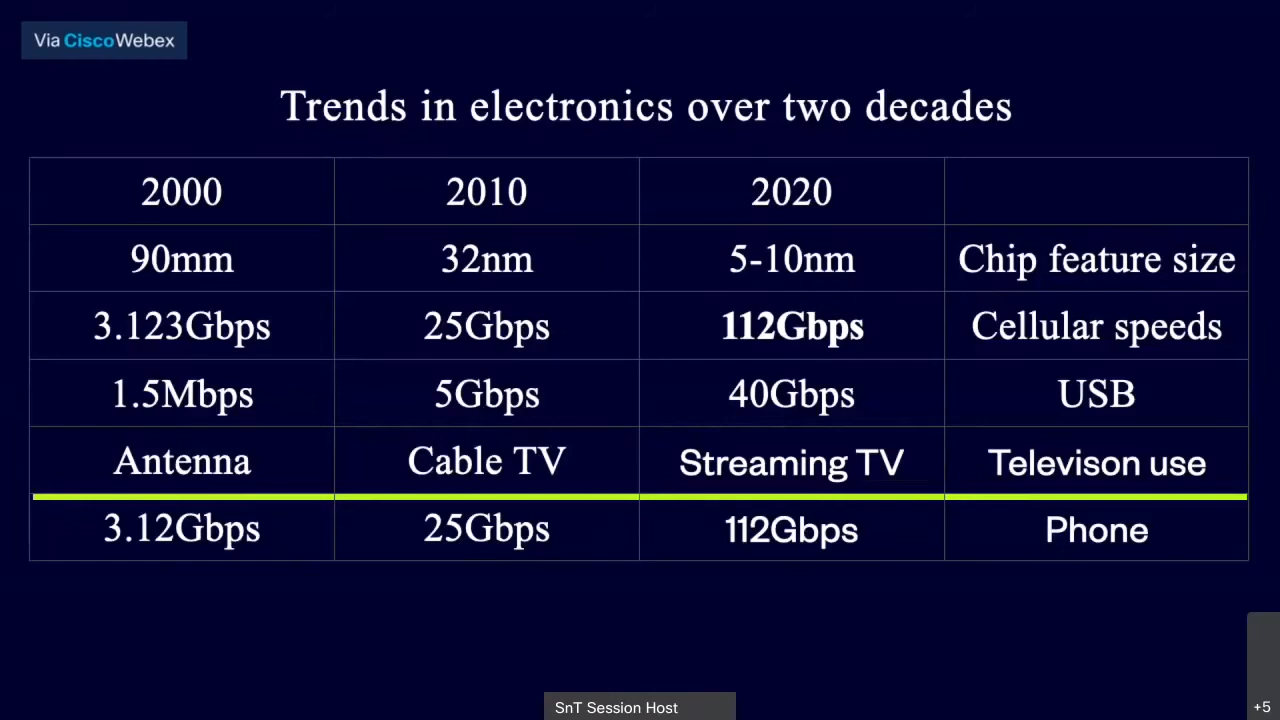 Via CiscoWebex
Trends in electronics over two decades
2000 2010 2020
90mm 32nm 5-10nm Chip feature size
3.123Gbps 25Gbps 112Gbps Cellular speeds
1.5Mbps 5Gbps 40Gbps USB
Antenna Cable TV Streaming TV Televison use
3.12Gbps 25Gbps 112Gbps Phone
SnT Session Host
+5